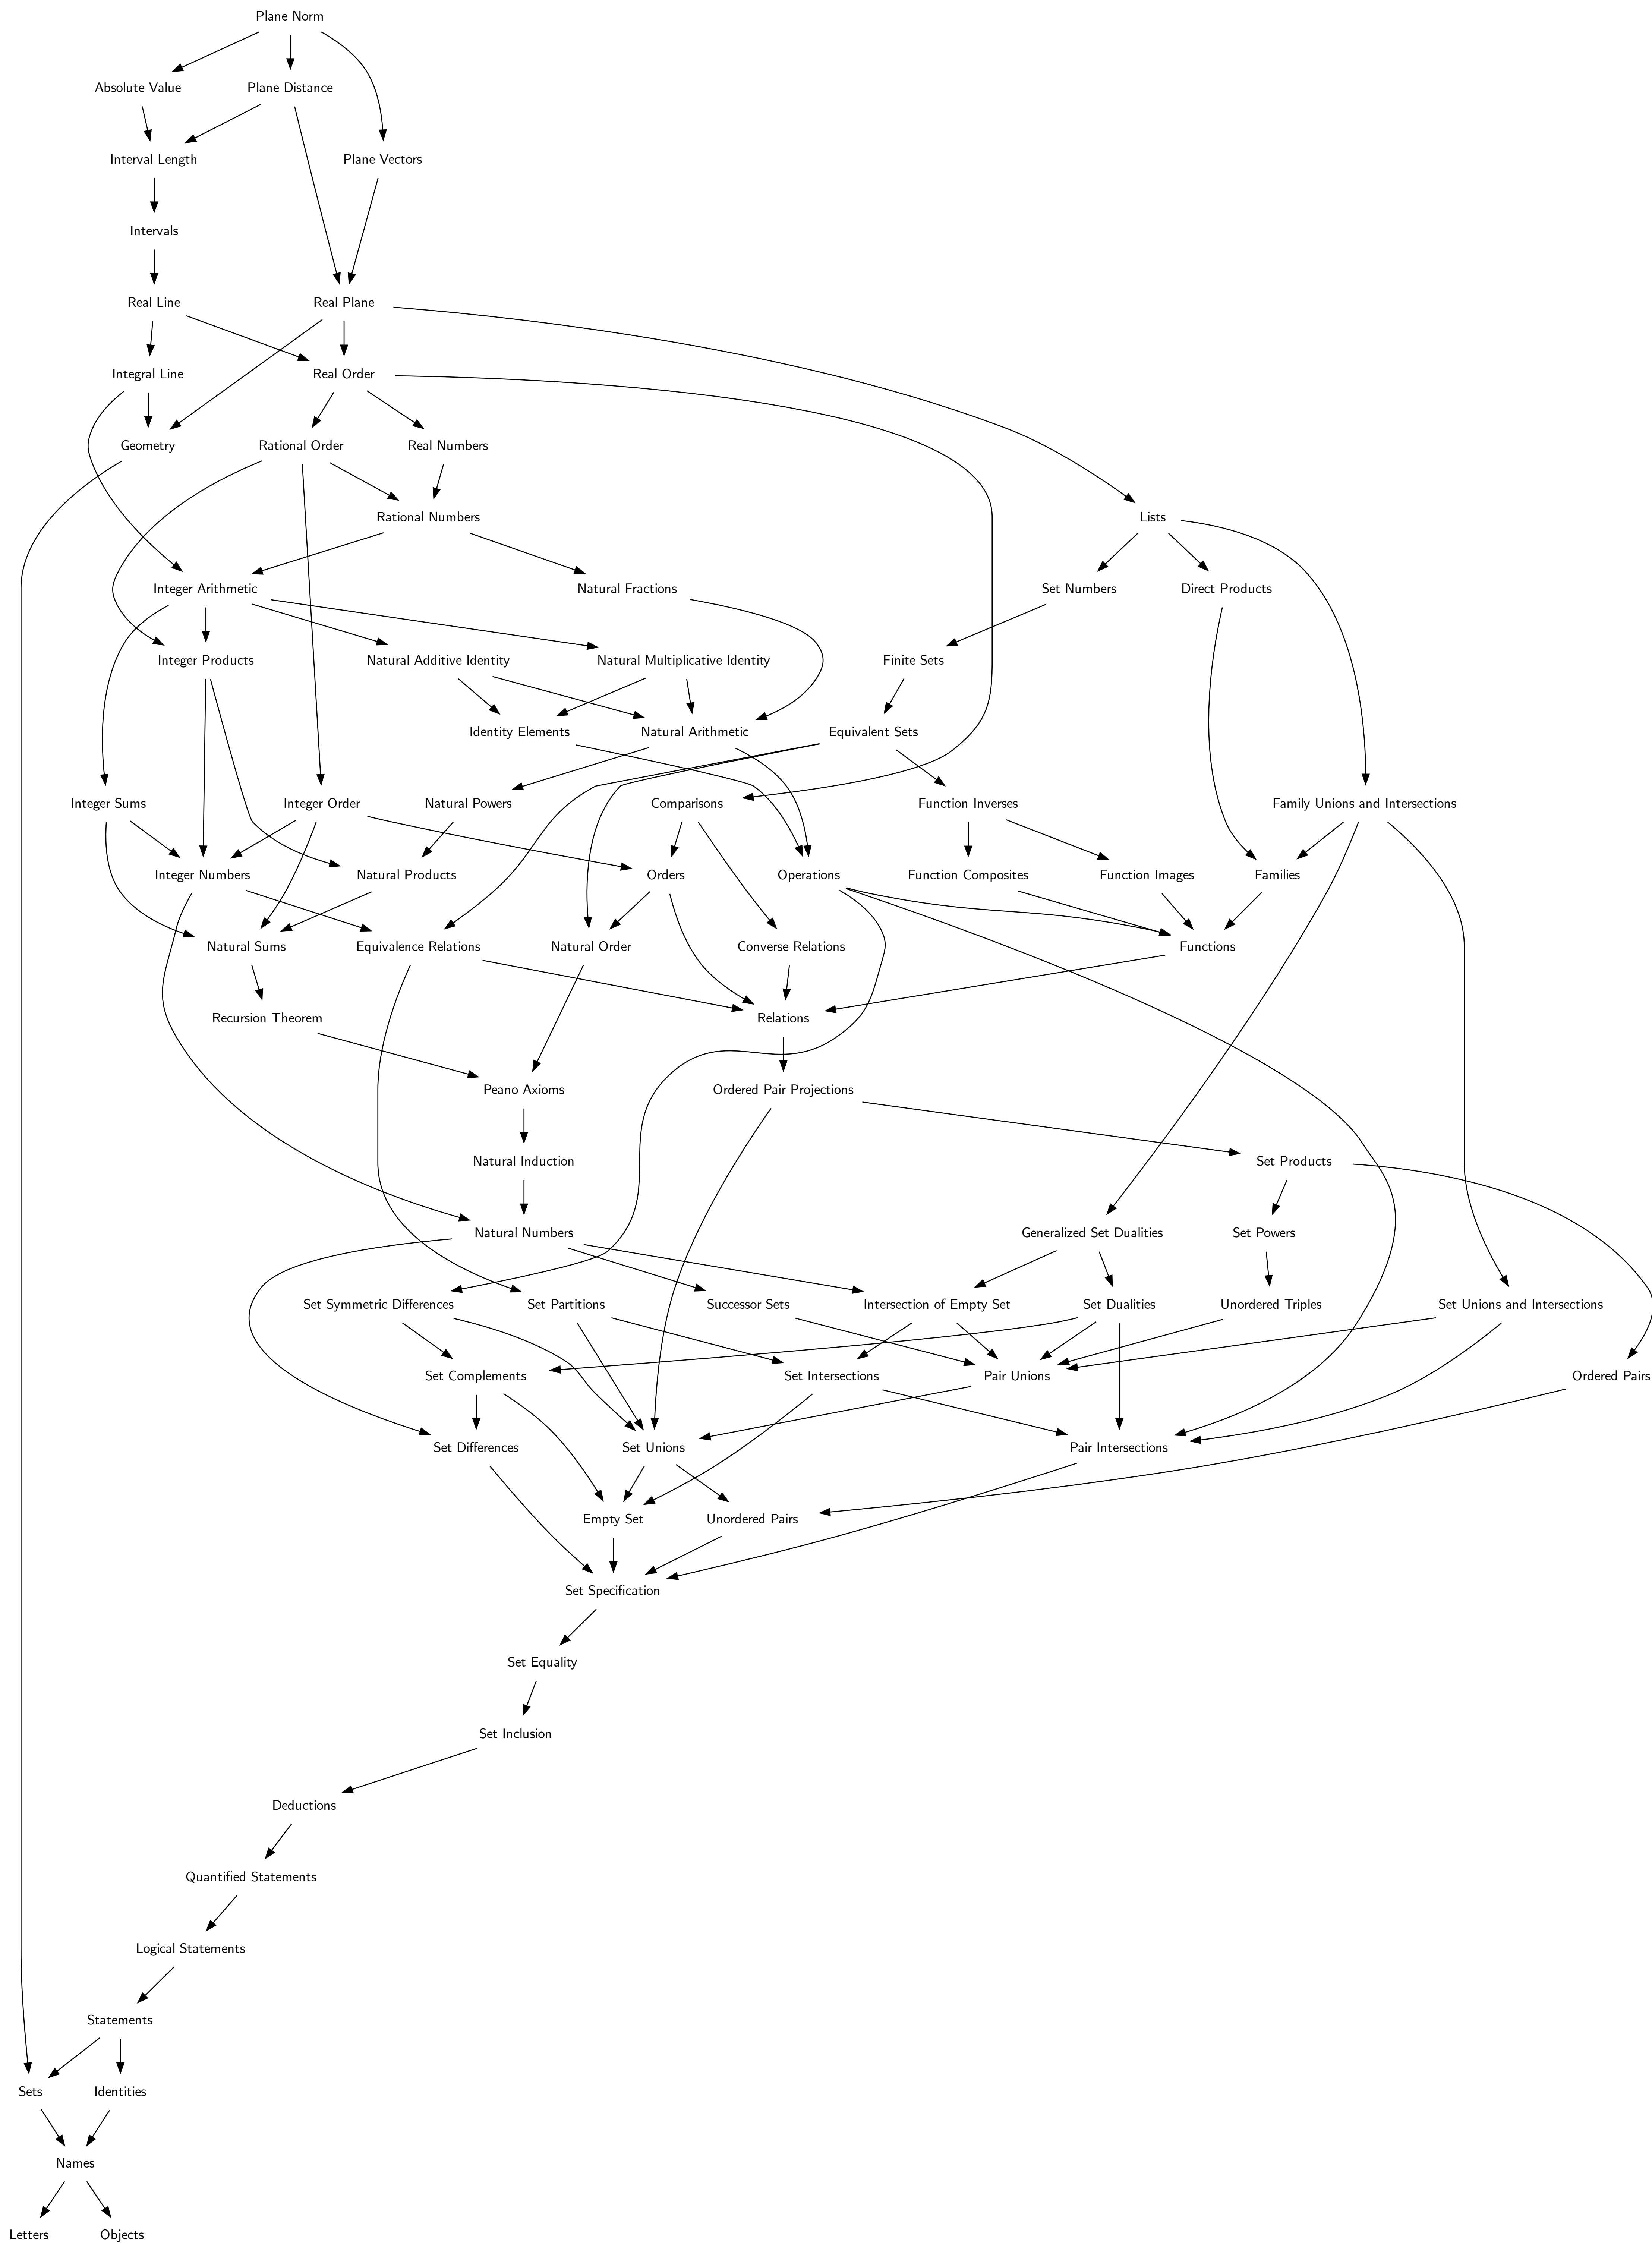 Plane Norm
Absolute Value
Plane Distance
Interval Length
Plane Vectors
Intervals
Real Line
Real Plane
Integral Line
Real Order
Geometry
Rational Order
Real Numbers
Rational Numbers
Lists
Integer Arithmetic
Natural Fractions
Set Numbers
Direct Products
Integer Products
Natural Additive Identity
Natural Multiplicative Identity
Finite Sets
Identity Elements
Natural Arithmetic
Equivalent Sets
Integer Sums
Integer Order
Natural Powers
Comparisons
Function Inverses
Family Unions and Intersections
Integer Numbers
Natural Products
Orders
Operations
Function Composites
Function Images
Families
Natural Sums
Equivalence Relations
Natural Order
Converse Relations
Functions
Recursion Theorem
Relations
Peano Axioms
Ordered Pair Projections
Natural Induction
Set Products
Natural Numbers
Generalized Set Dualities
Set Powers
Set Symmetric Differences
Set Partitions
Successor Sets
Intersection of Empty Set
Set Dualities
Unordered Triples
Set Unions and Intersections
Set Complements
Set Intersections
Pair Unions
Ordered Pairs
Set Differences
Set Unions
Pair Intersections
Empty Set
Unordered Pairs
Set Specification
Set Equality
Set Inclusion
Deductions
Quantified Statements
Logical Statements
Statements
Sets
Identities
Names
Letters
Objects